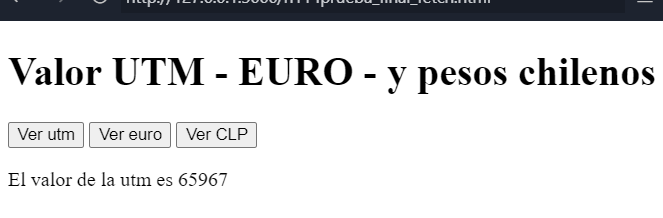 Valor UTM - EURO - y pesos chilenos
Ver utm Ver euro Ver CLP
El valor de la utm es 65967